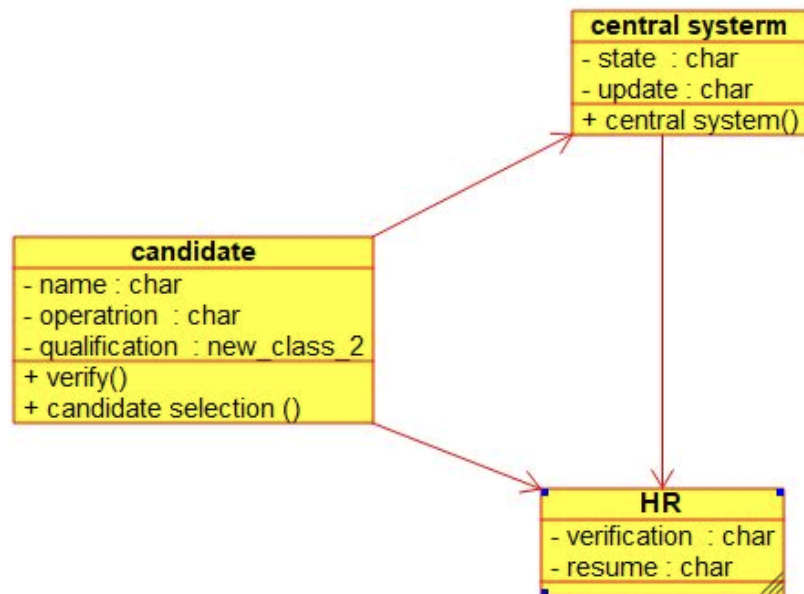 central systerm
- state : char
- update : char
+ central system()
candidate
- name : char
- operatrion : char
- qualification : new_class_2
+ verify()
+ candidate selection ()
HR
- verification : char
- resume : char